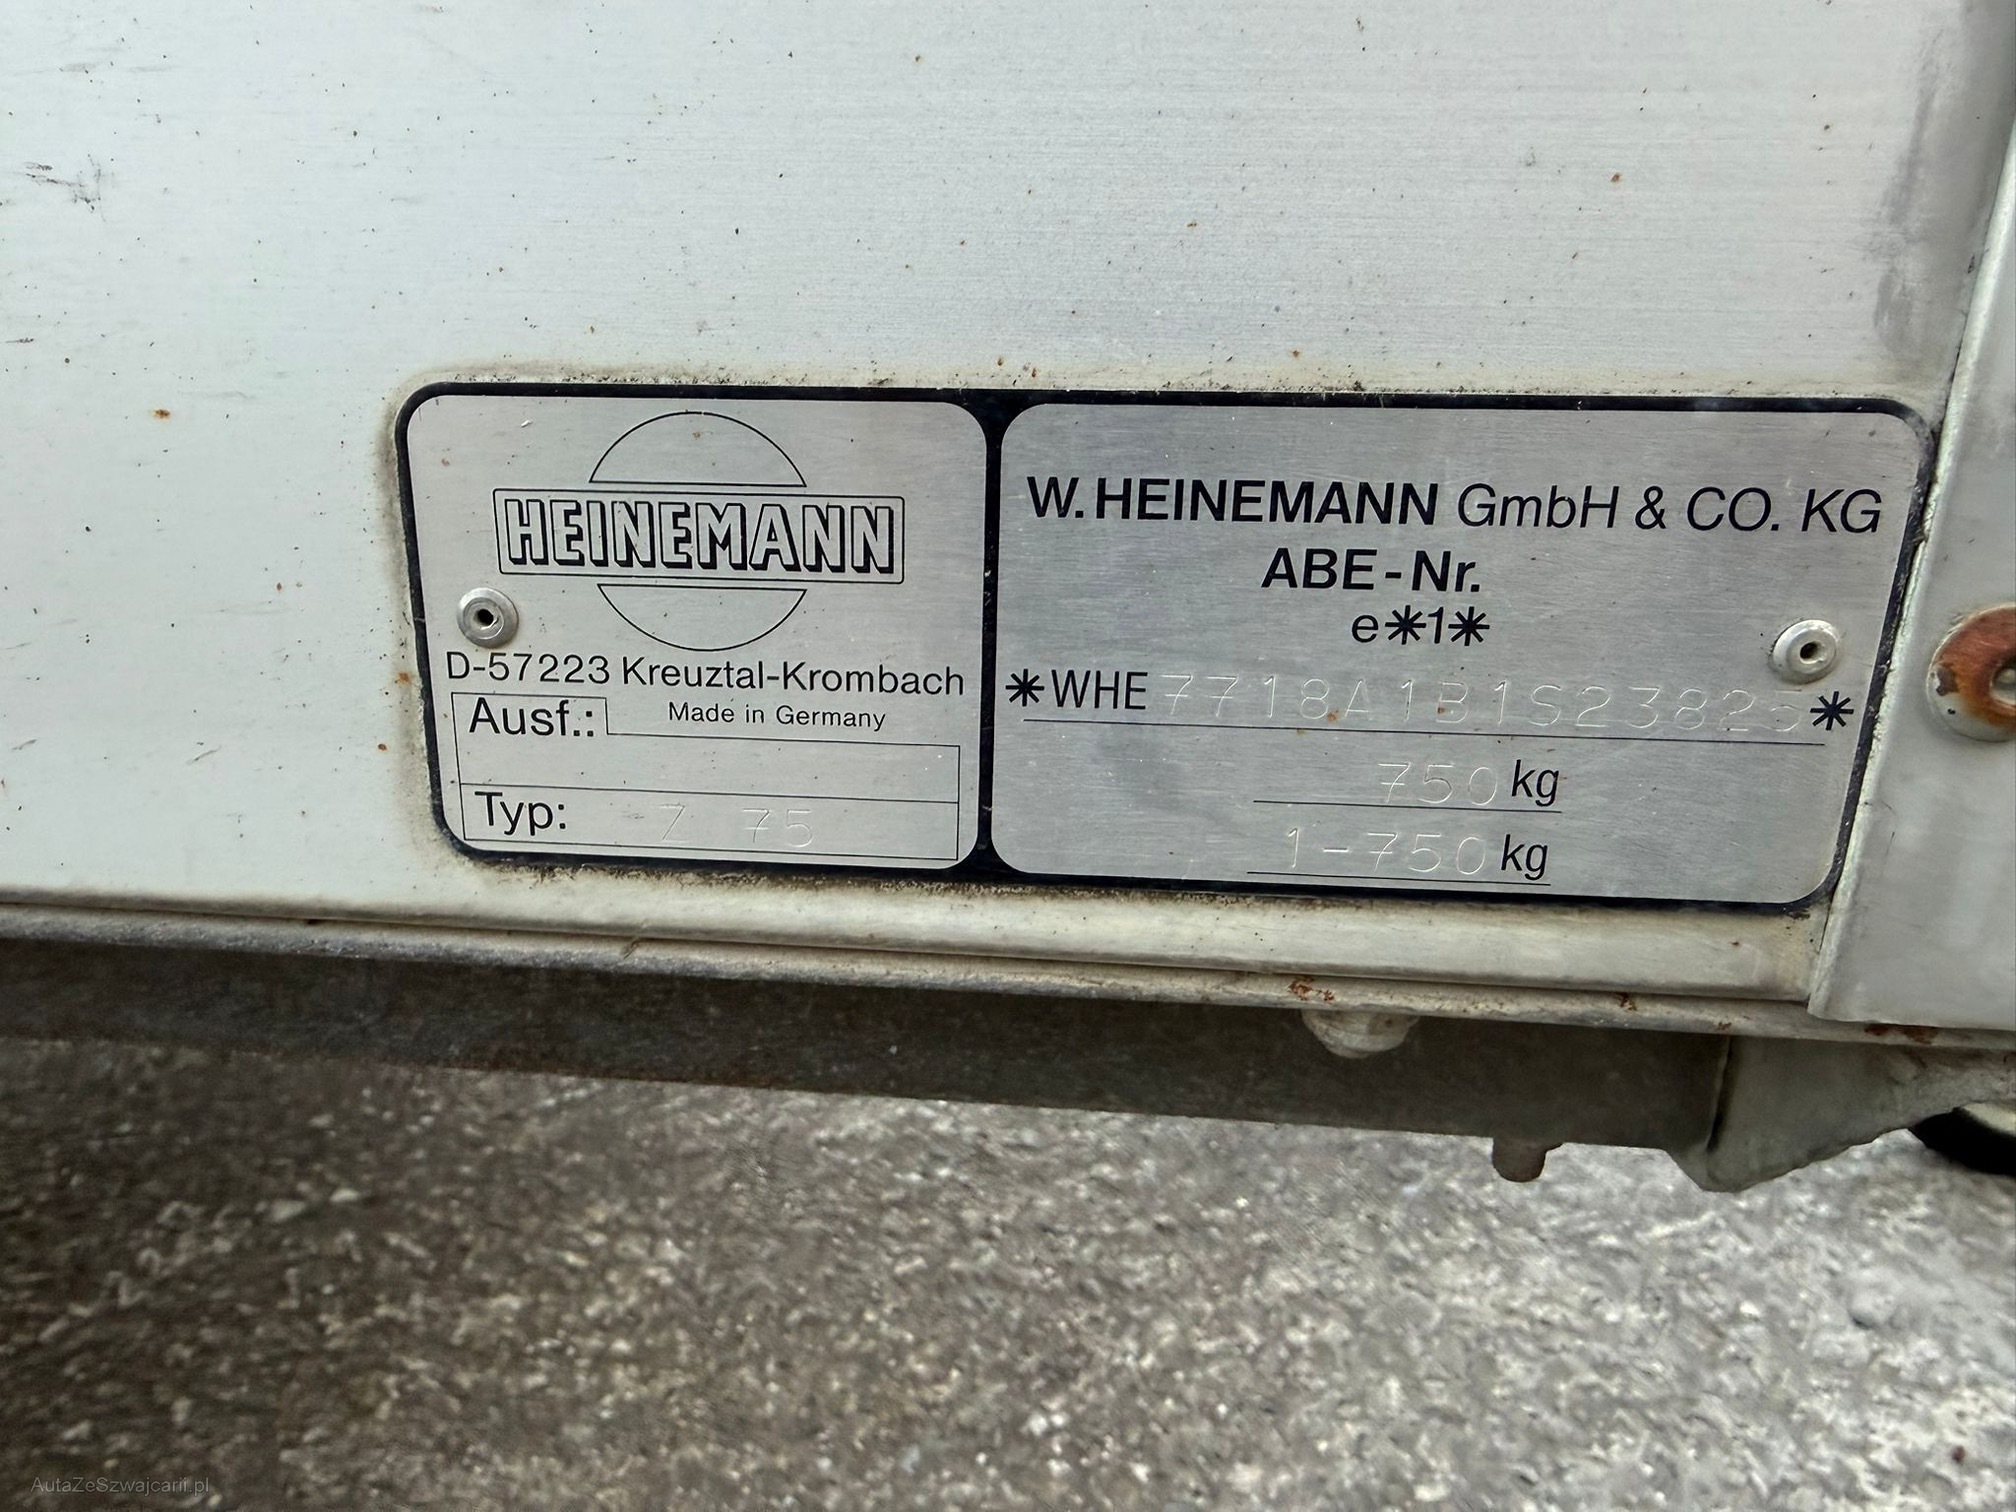 HEINEMANN
D-57223 Kreuztal-Krombach
Made in Germany
Ausf.:
Typ: Z 75
W. HEINEMANN GmbH & CO. KG
ABE-Nr.
e*1*
*WHE7718A1B1S23825*
750 kg
1-750 kg
AutaZeSzwajcarii.pl